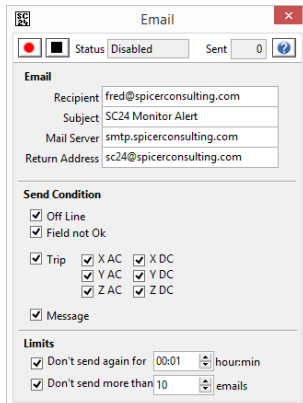 SC
24
Email
Status Disabled Sent 0
Email
Recipient fred@spicerconsulting.com
Subject SC24 Monitor Alert
Mail Server smtp.spicerconsulting.com
Return Address sc24@spicerconsulting.com
Send Condition
Off Line
Field not Ok
Trip X AC X DC
Y AC Y DC
Z AC Z DC
Message
Limits
Don't send again for 00:01 hour:min
Don't send more than 10 emails